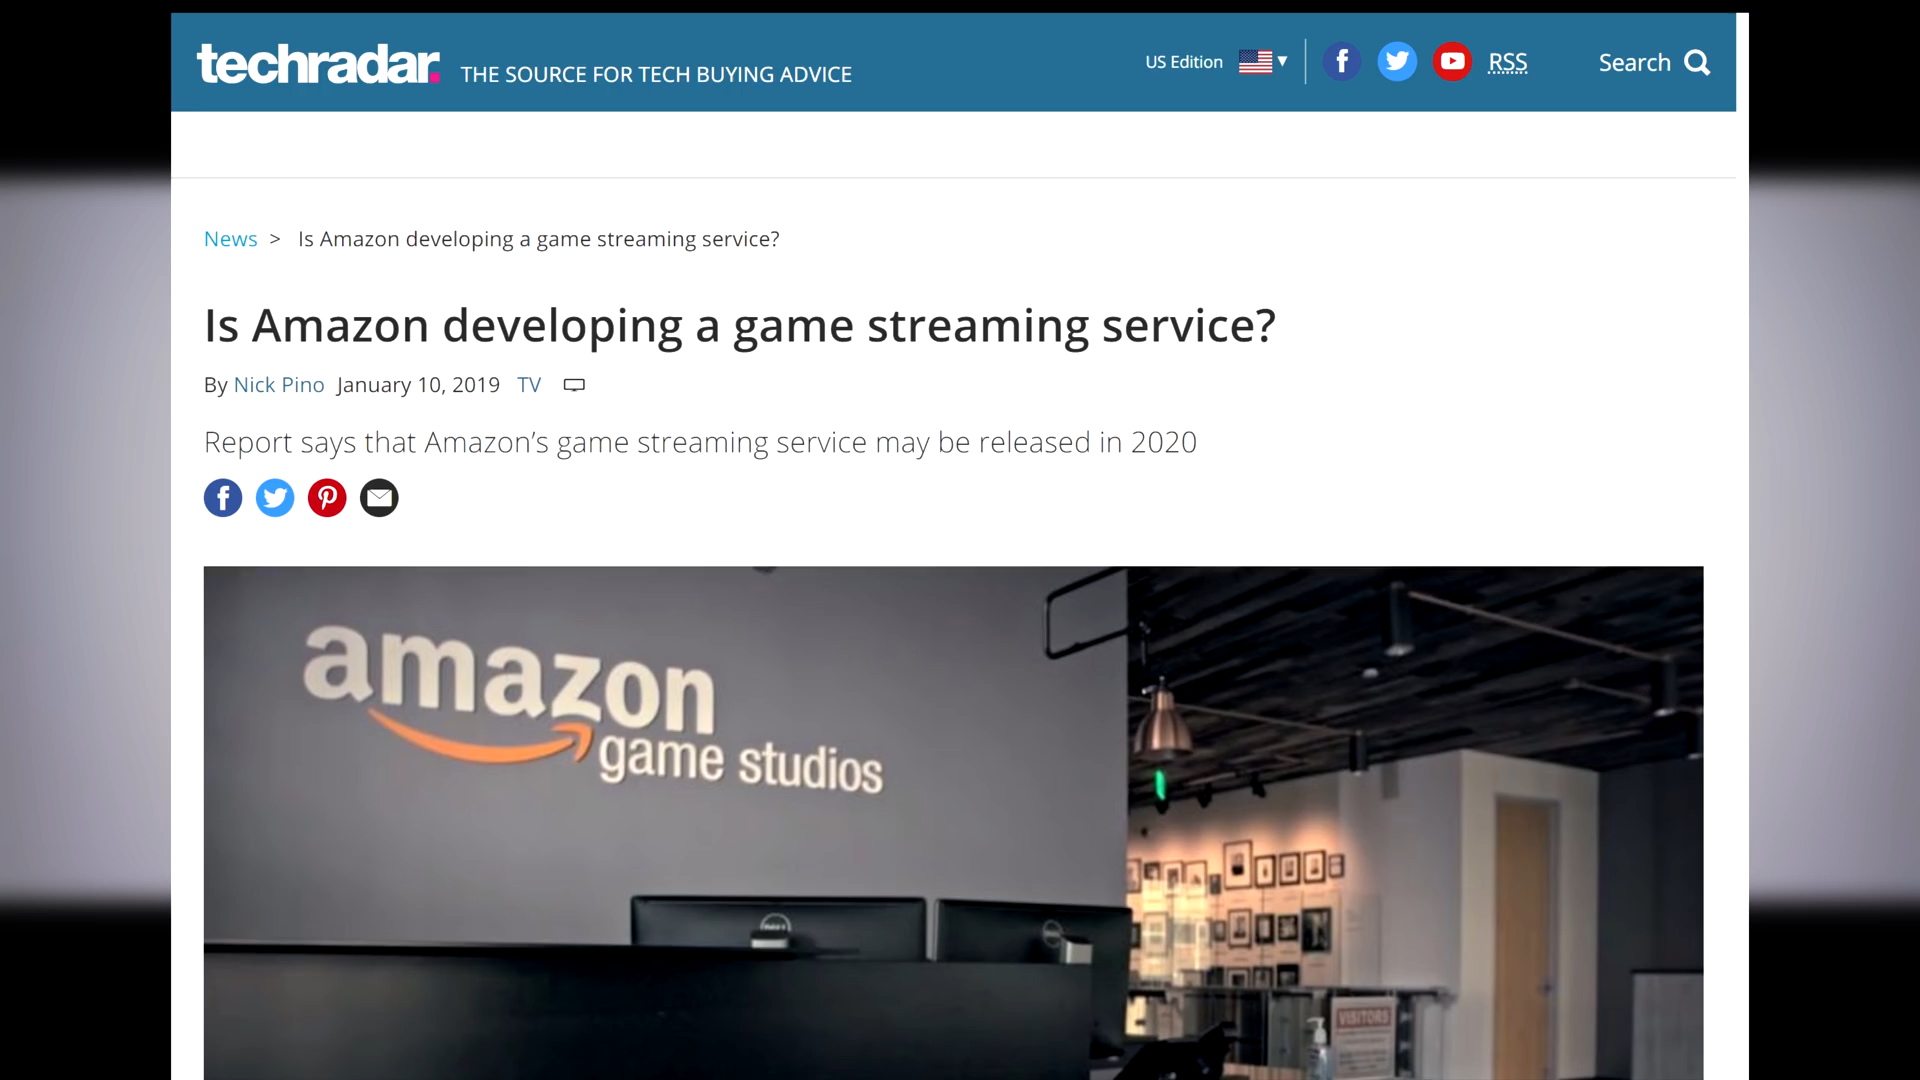 techradar. THE SOURCE FOR TECH BUYING ADVICE
US Edition
RSS
Search
News > Is Amazon developing a game streaming service?
Is Amazon developing a game streaming service?
By Nick Pino January 10, 2019 TV
Report says that Amazon’s game streaming service may be released in 2020
amazon
game studios
DELL
VISITORS